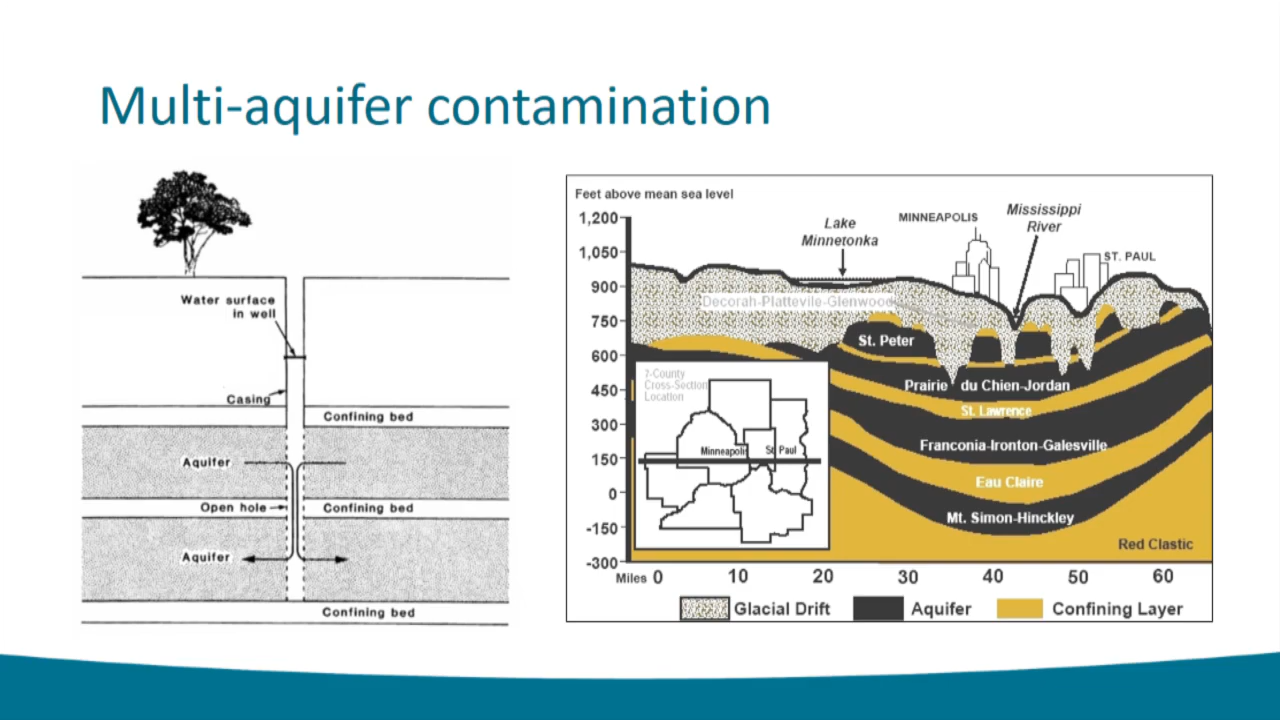 Multi-aquifer contamination
Water surface
in well
Casing
Confining bed
Aquifer
Open hole
Confining bed
Aquifer
Confining bed
Feet above mean sea level
1,200
1,050
900
750
600
450
300
150
0
-150
-300
Lake
Minnetonka
MINNEAPOLIS
Mississippi
River
ST. PAUL
Decorah-Platteville-Glenwood
St. Peter
Prairie du Chien-Jordan
St. Lawrence
Franconia-Ironton-Galesville
Eau Claire
Mt. Simon-Hinckley
Red Clastic
7-County
Cross-Section
Location
Minneapolis
St. Paul
Miles 0 10 20 30 40 50 60
Glacial Drift Aquifer Confining Layer